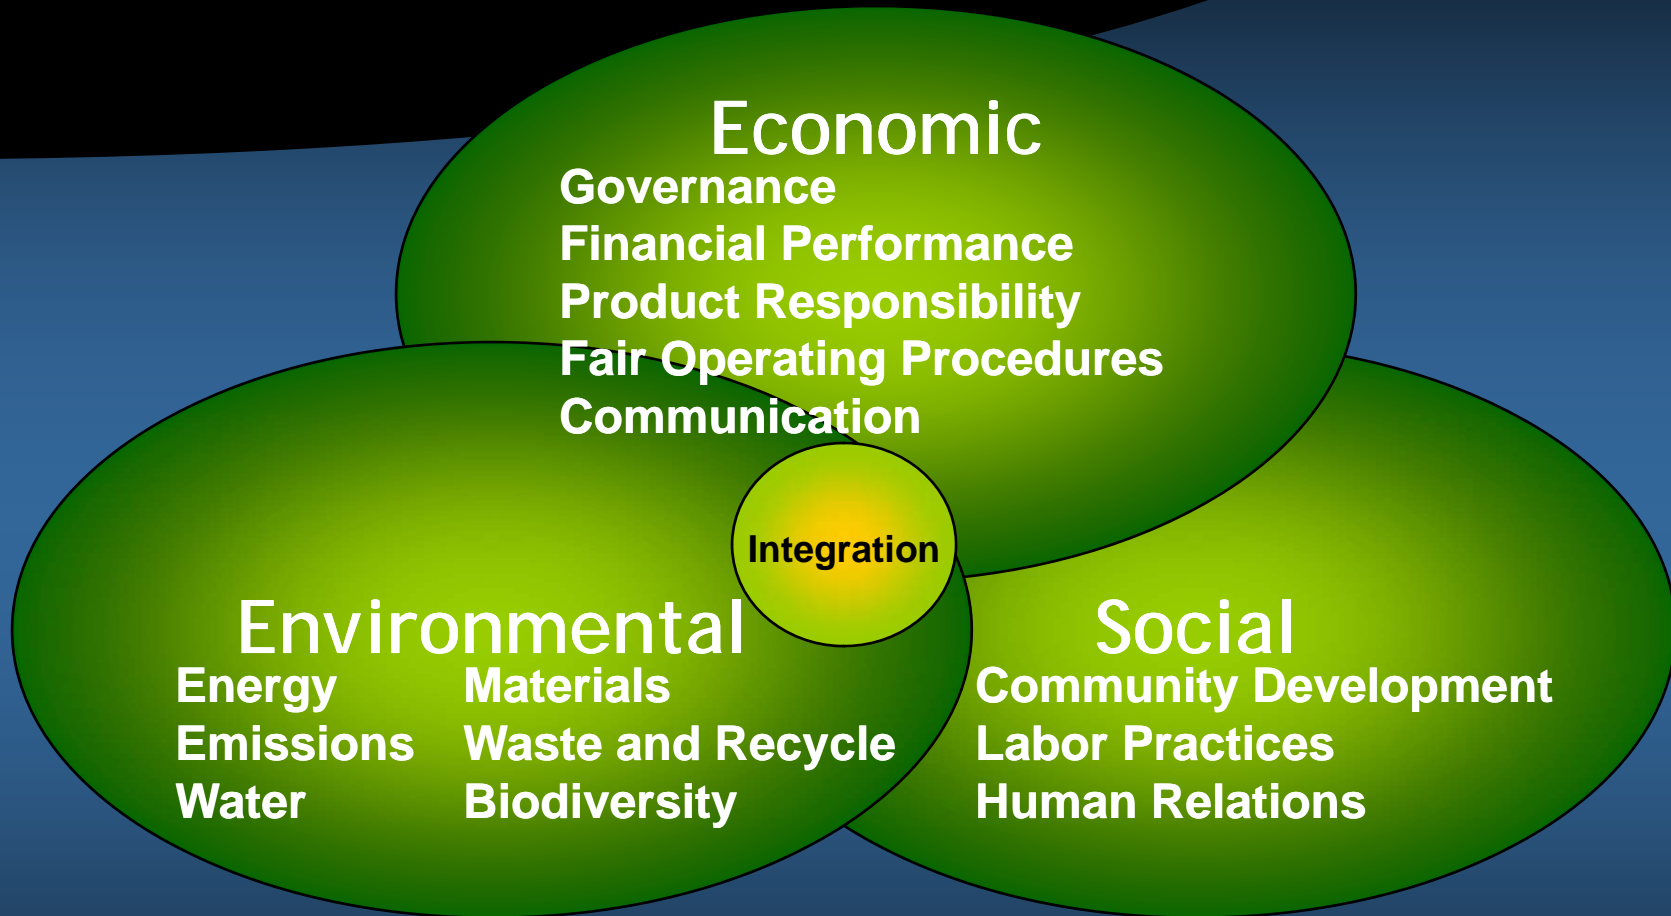 Economic
Governance
Financial Performance
Product Responsibility
Fair Operating Procedures
Communication
Integration
Environmental
Energy
Materials
Emissions
Waste and Recycle
Water
Biodiversity
Social
Community Development
Labor Practices
Human Relations